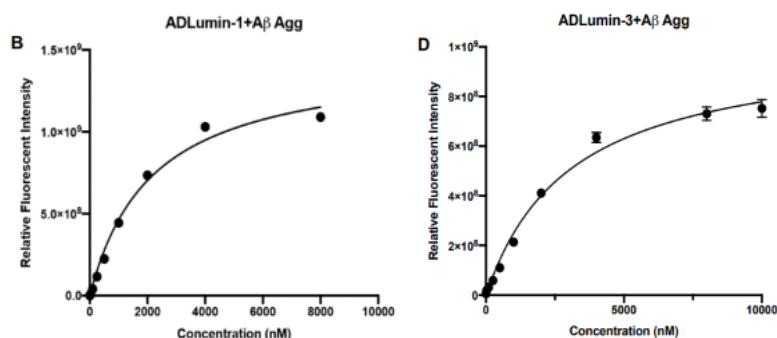 B
ADLumin-1+Aβ Agg
Relative Fluorescent Intensity
1.5×10⁹
1.0×10⁹
5.0×10⁸
0.0
0 2000 4000 6000 8000 10000
Concentration (nM)
D
ADLumin-3+Aβ Agg
Relative Fluorescent Intensity
1×10⁹
8×10⁸
6×10⁸
4×10⁸
2×10⁸
0
0 5000 10000
Concentration (nM)